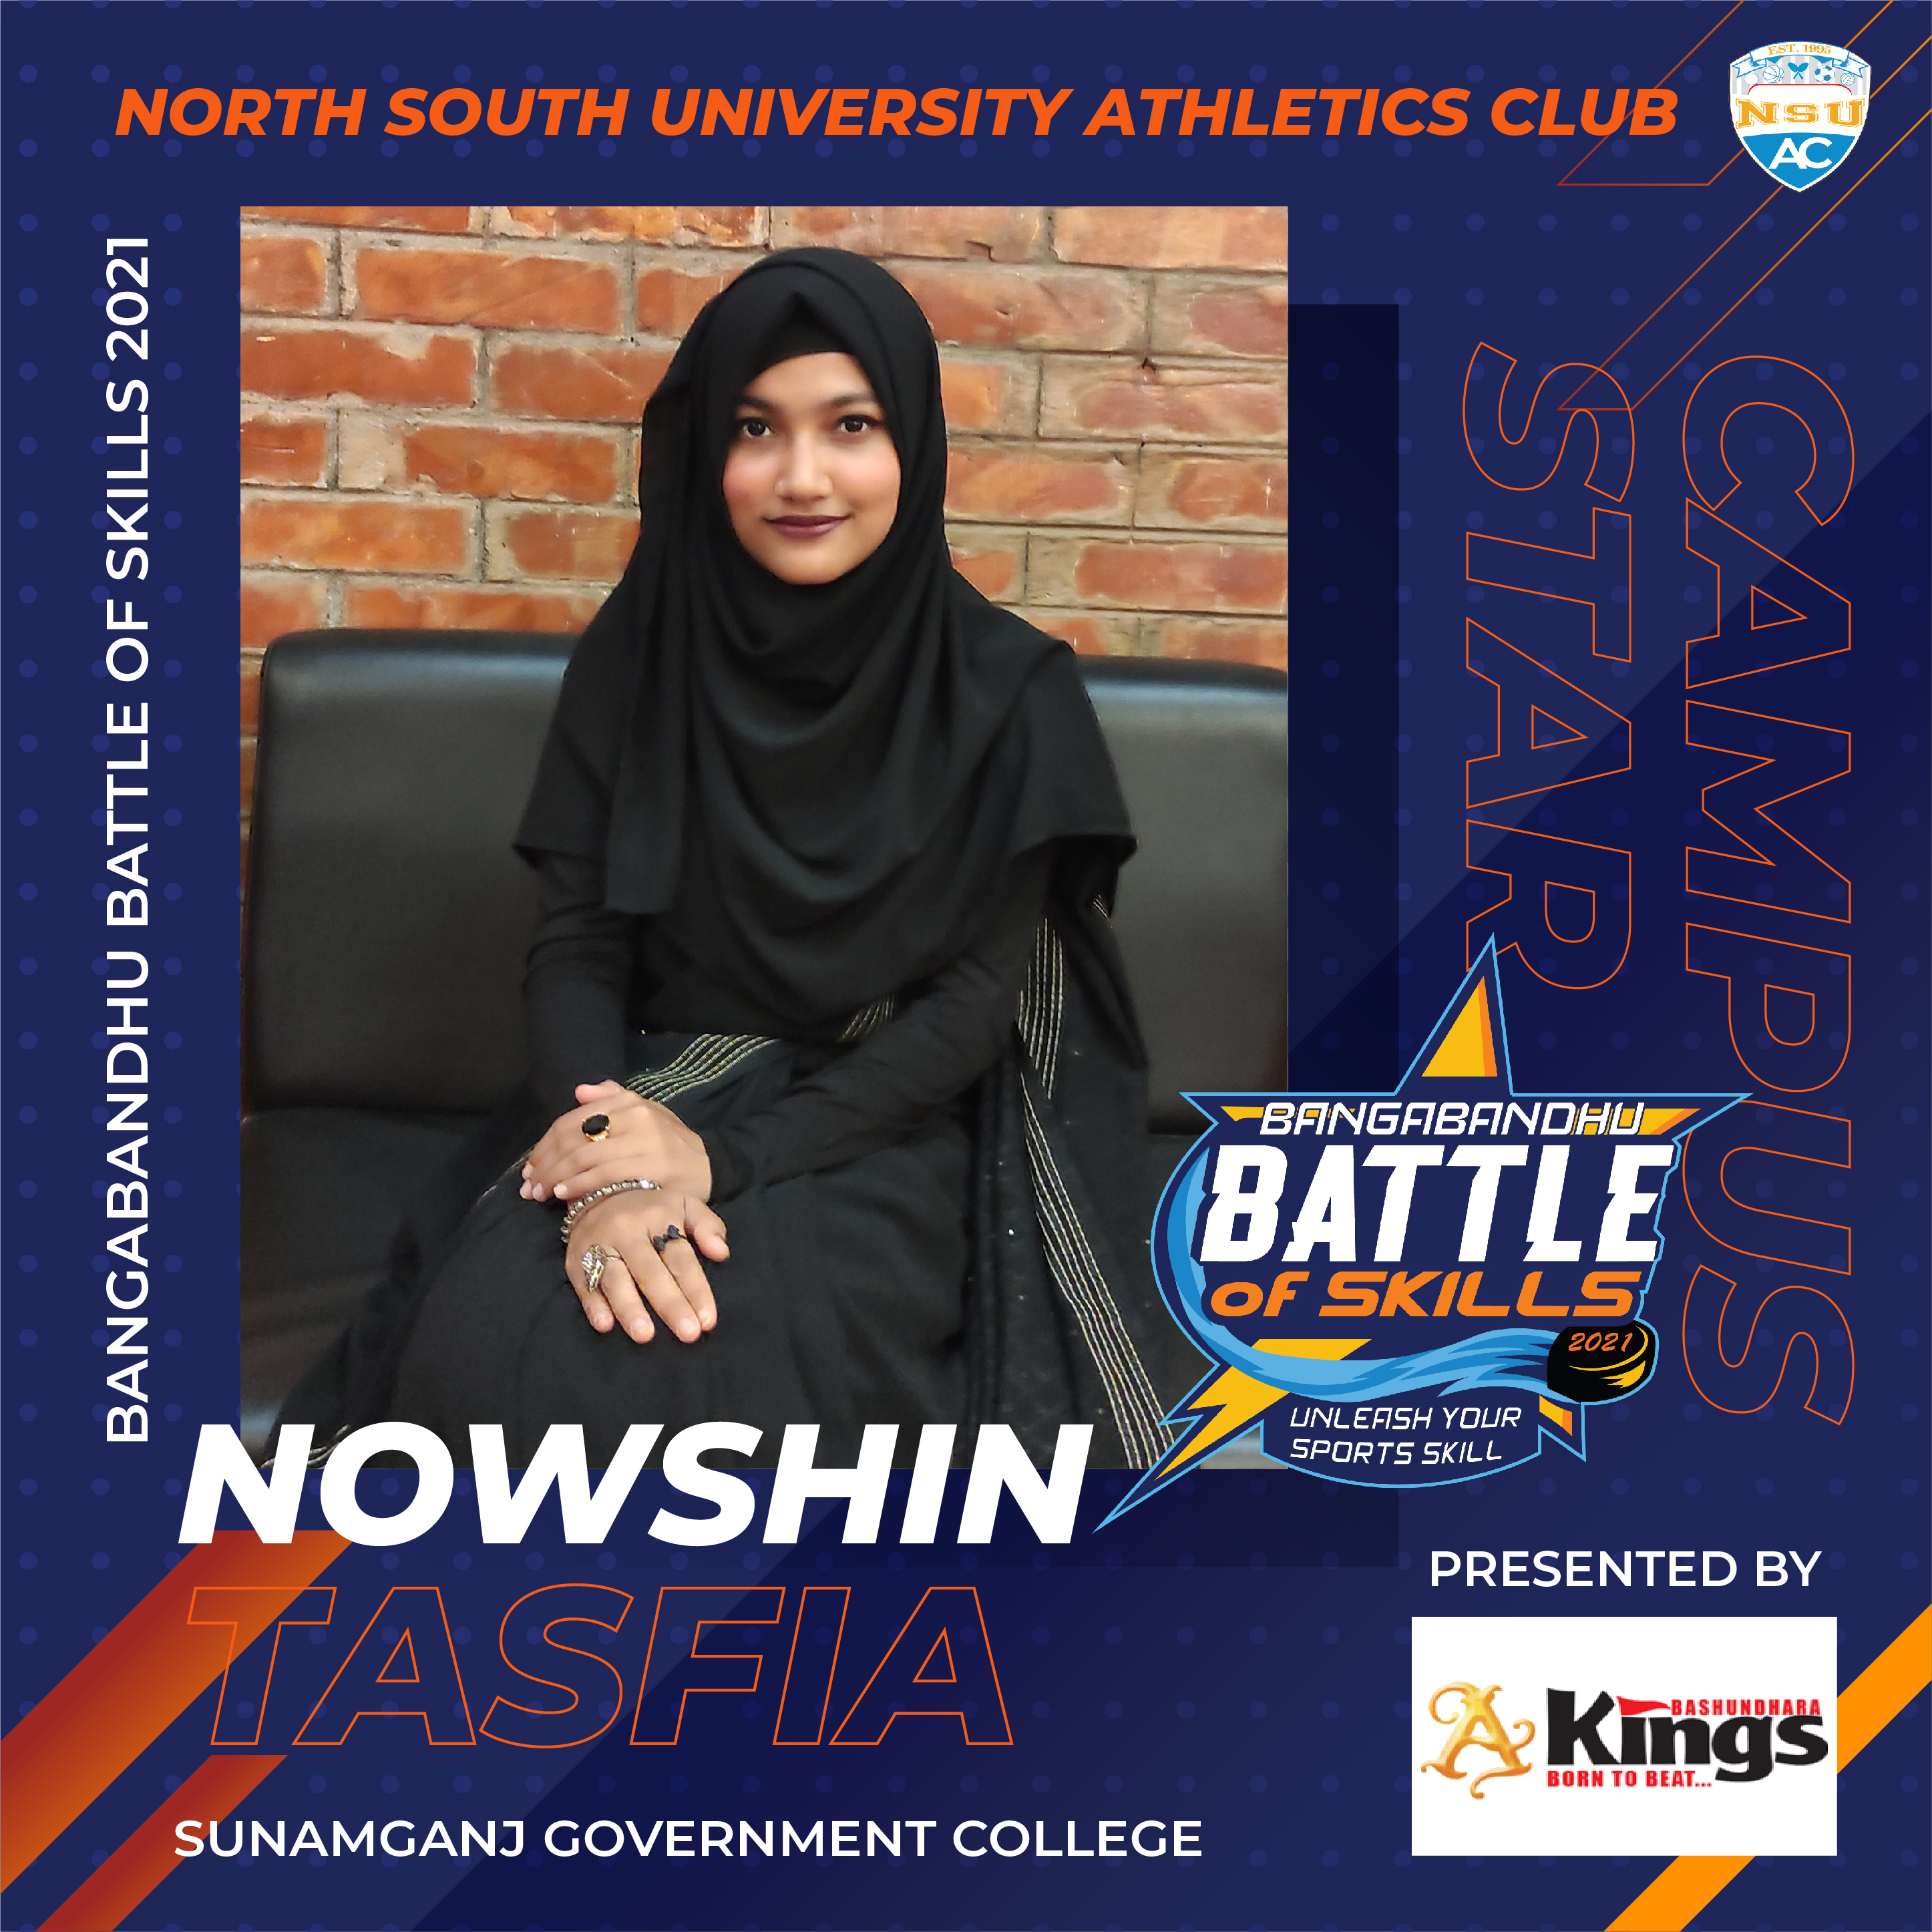 NORTH SOUTH UNIVERSITY ATHLETICS CLUB
EST. 1995
NSU
AC
BANGABANDHU BATTLE OF SKILLS 2021
CAMPUS
STAR
BANGABANDHU
BATTLE
OF SKILLS
2021
UNLEASH YOUR
SPORTS SKILL
NOWSHIN
TASFIA
SUNAMGANJ GOVERNMENT COLLEGE
PRESENTED BY
A
BASHUNDHARA
Kings
BORN TO BEAT...